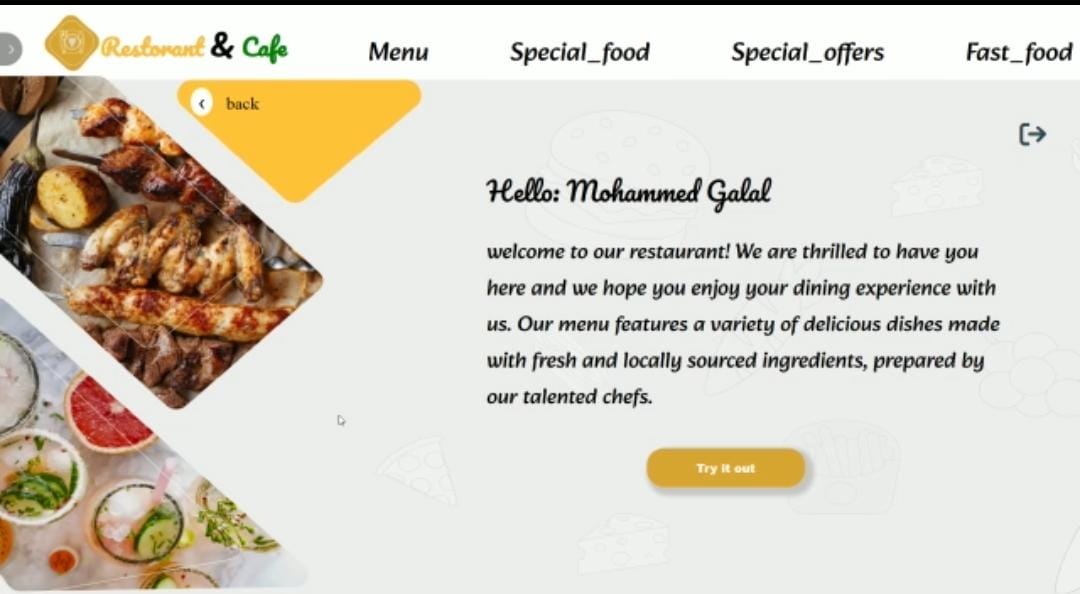 Restorant & Cafe
Menu
Special_food
Special_offers
Fast_food
back
Hello: Mohammed Galal
welcome to our restaurant! We are thrilled to have you
here and we hope you enjoy your dining experience with
us. Our menu features a variety of delicious dishes made
with fresh and locally sourced ingredients, prepared by
our talented chefs.
Try it out